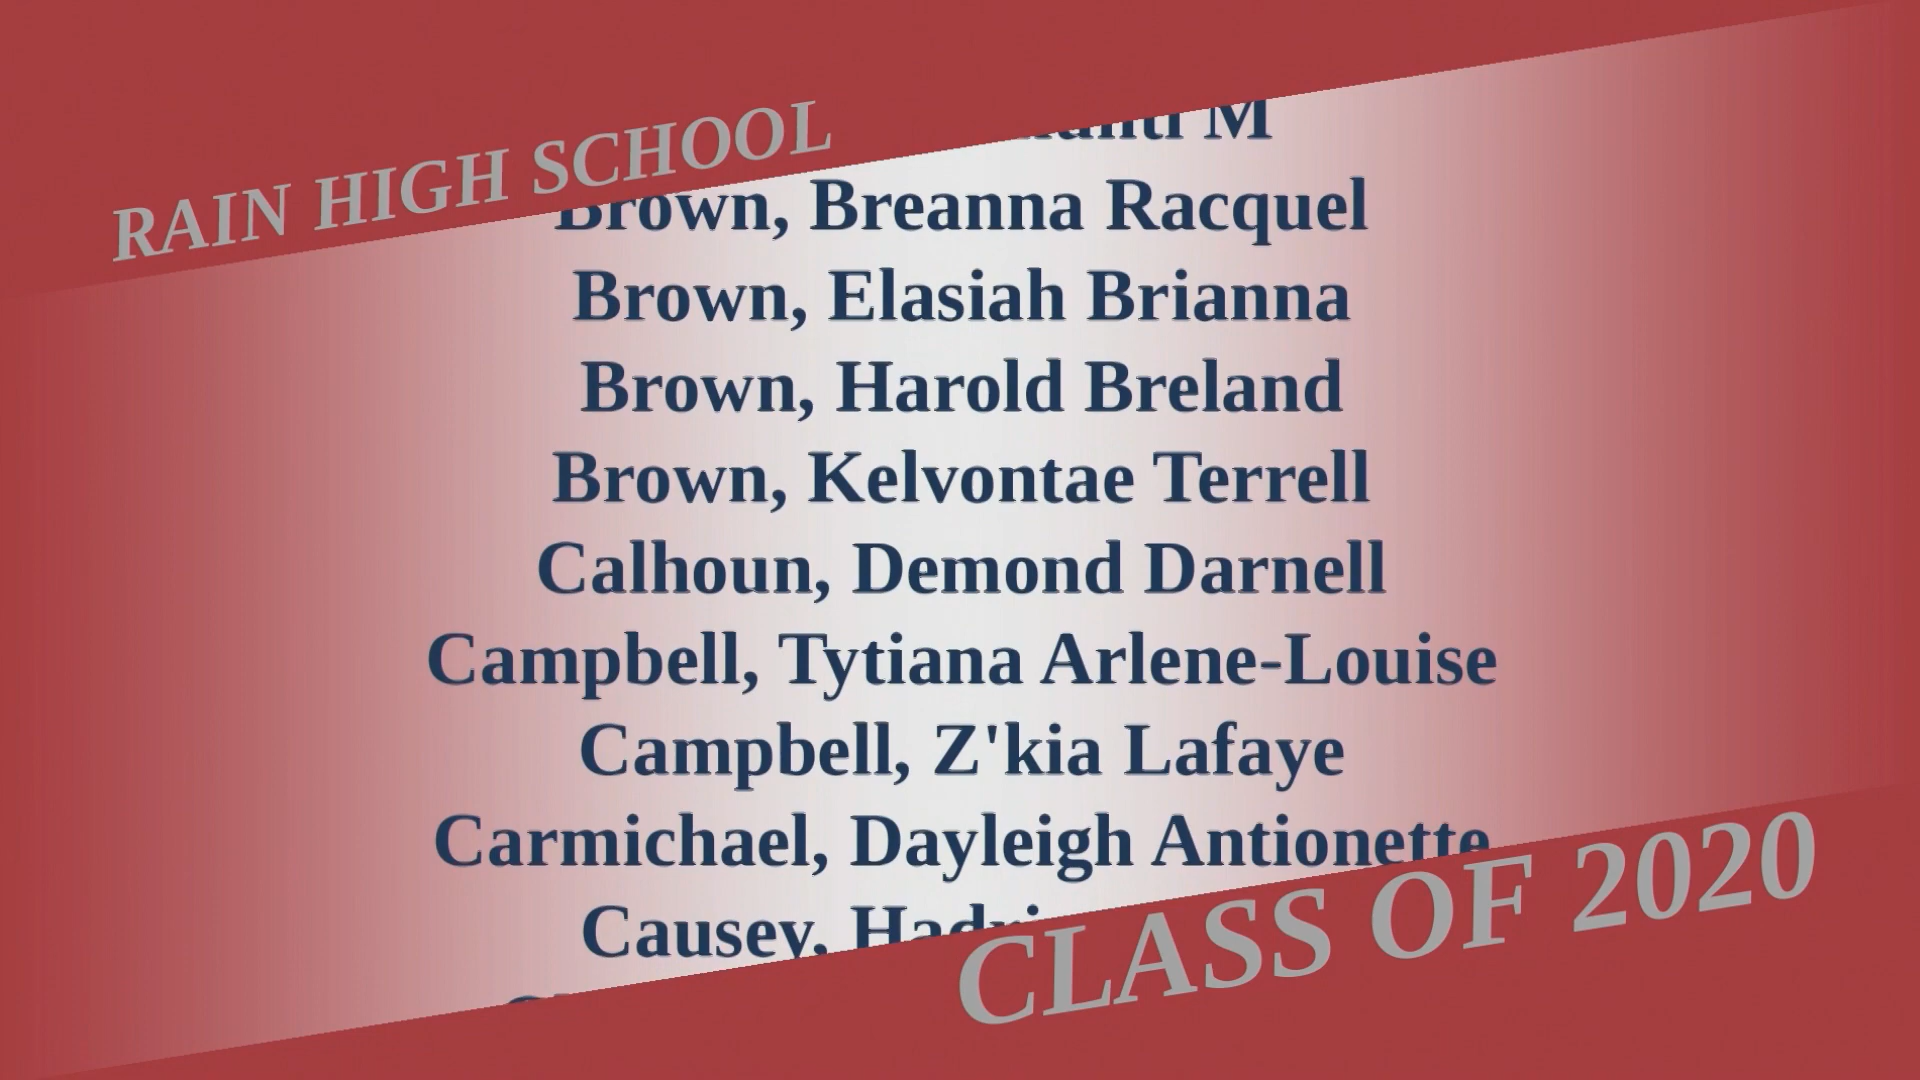 RAIN HIGH SCHOOL
M
Brown, Breanna Racquel
Brown, Elasiah Brianna
Brown, Harold Breland
Brown, Kelvontae Terrell
Calhoun, Demond Darnell
Campbell, Tytiana Arlene-Louise
Campbell, Z'kia Lafaye
Carmichael, Dayleigh Antionette
Causey,
CLASS OF 2020